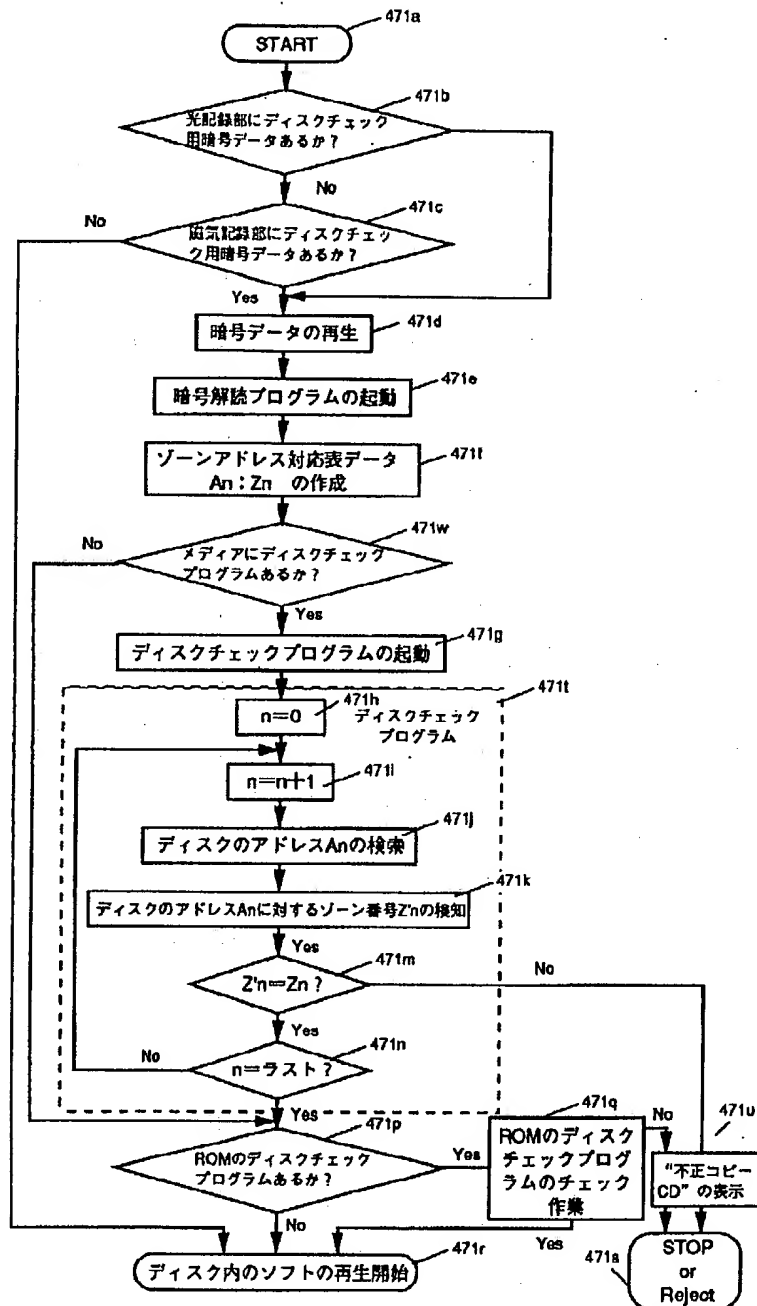 471a
START
471b
光記録部にディスクチェック
用暗号データあるか？
No
471c
No
磁気記録部にディスクチェッ
ク用暗号データあるか？
Yes
471d
暗号データの再生
471e
暗号解読プログラムの起動
ゾーンアドレス対応表データ
An：Zn の作成
471f
471w
No
メディアにディスクチェック
プログラムあるか？
Yes
471g
ディスクチェックプログラムの起動
471t
471h
n＝0
ディスクチェック
プログラム
471i
n＝n＋1
471j
ディスクのアドレスAnの検索
471k
ディスクのアドレスAnに対するゾーン番号Z'nの検知
Yes
471m
No
Z'n＝Zn？
Yes
471n
No
n＝ラスト？
Yes
471p
ROMのディスクチェック
プログラムあるか？
Yes
471q
ROMのディスク
チェックプログ
ラムのチェック
作業
No
471u
“不正コピー
CD”の表示
No
Yes
471r
ディスク内のソフトの再生開始
471s
STOP
or
Reject